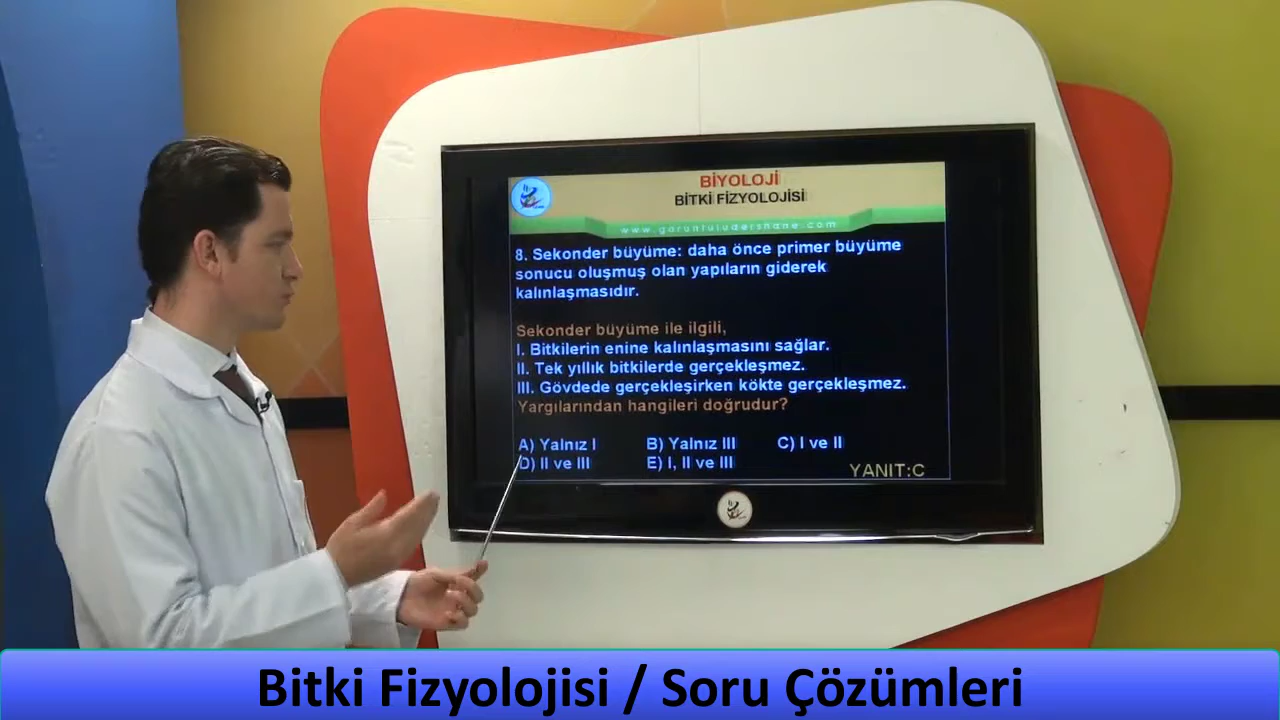 BİYOLOJİ
BİTKİ FİZYOLOJİSI
www.goruntuludershane.com
8. Sekonder büyüme: daha önce primer büyüme
sonucu oluşmuş olan yapıların giderek
kalınlaşmasıdır.
Sekonder büyüme ile ilgili,
I. Bitkilerin enine kalınlaşmasını sağlar.
II. Tek yıllık bitkilerde gerçekleşmez.
III. Gövdede gerçekleşirken kökte gerçekleşmez.
Yargılarından hangileri doğrudur?
A) Yalnız I B) Yalnız III C) I ve II
D) II ve III E) I, II ve III
YANIT:C
Bitki Fizyolojisi / Soru Çözümleri